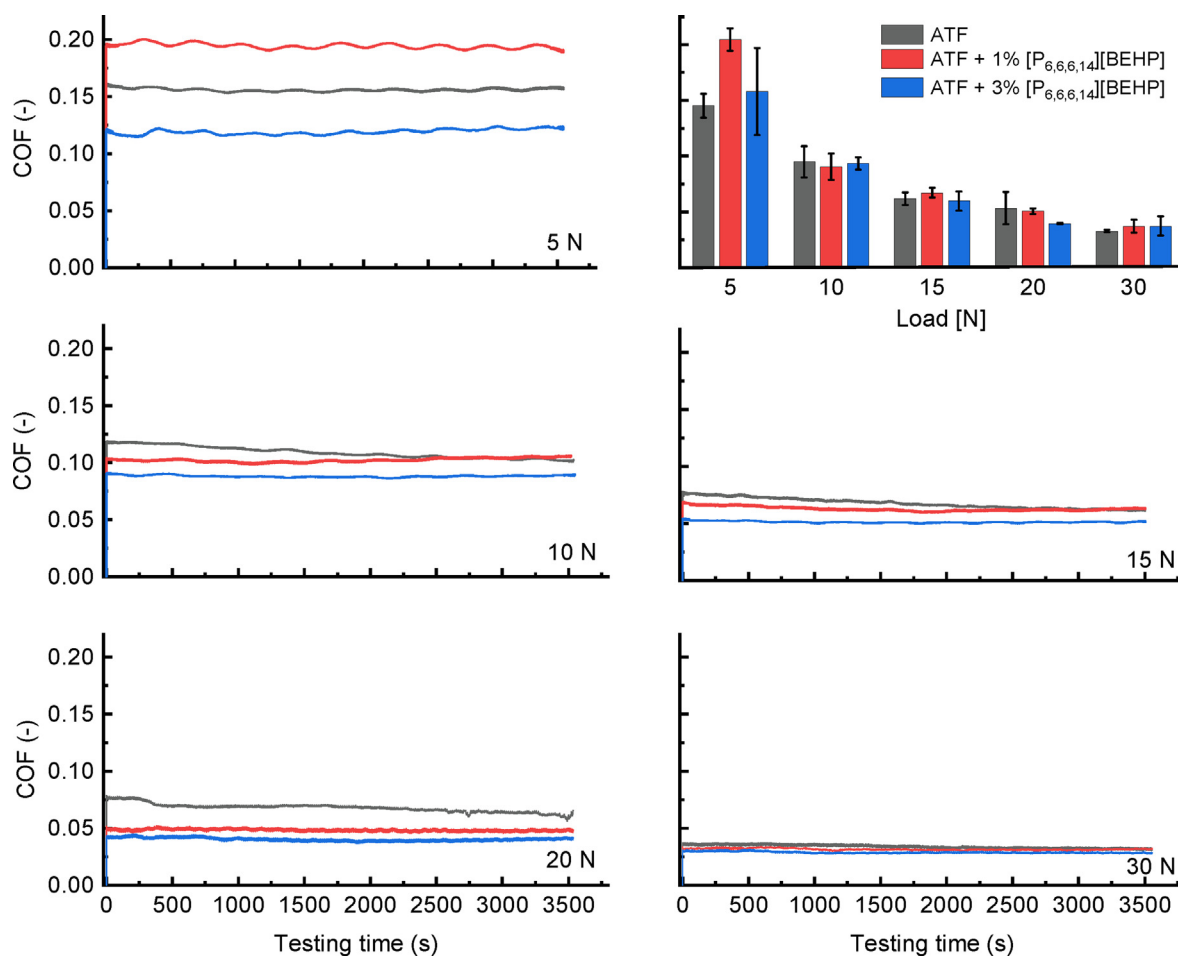 COF (-)
0.20
0.15
0.10
0.05
0.00
5 N
ATF
ATF + 1% [P6,6,6,14][BEHP]
ATF + 3% [P6,6,6,14][BEHP]
5 10 15 20 30
Load [N]
COF (-)
0.20
0.15
0.10
0.05
0.00
10 N
15 N
COF (-)
0.20
0.15
0.10
0.05
0.00
20 N
0 500 1000 1500 2000 2500 3000 3500
Testing time (s)
30 N
0 500 1000 1500 2000 2500 3000 3500
Testing time (s)